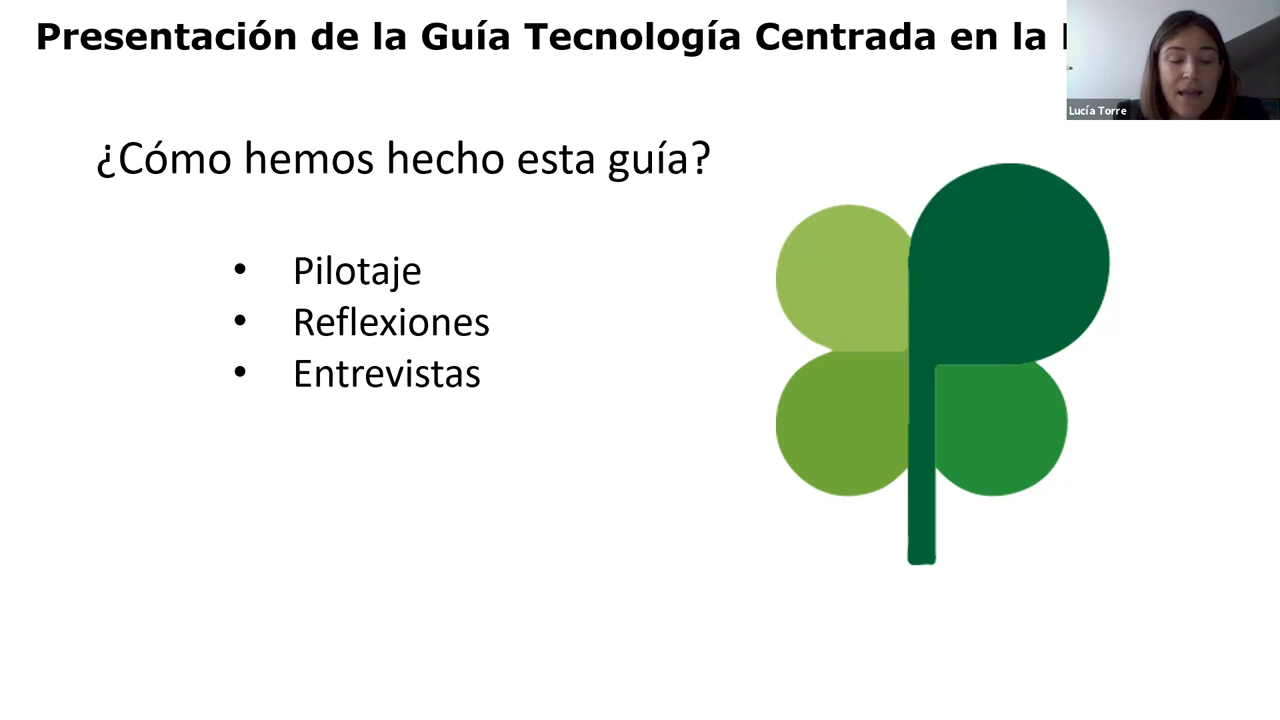 Presentación de la Guía Tecnología Centrada en la
Lucía Torre
¿Cómo hemos hecho esta guía?
• Pilotaje
• Reflexiones
• Entrevistas